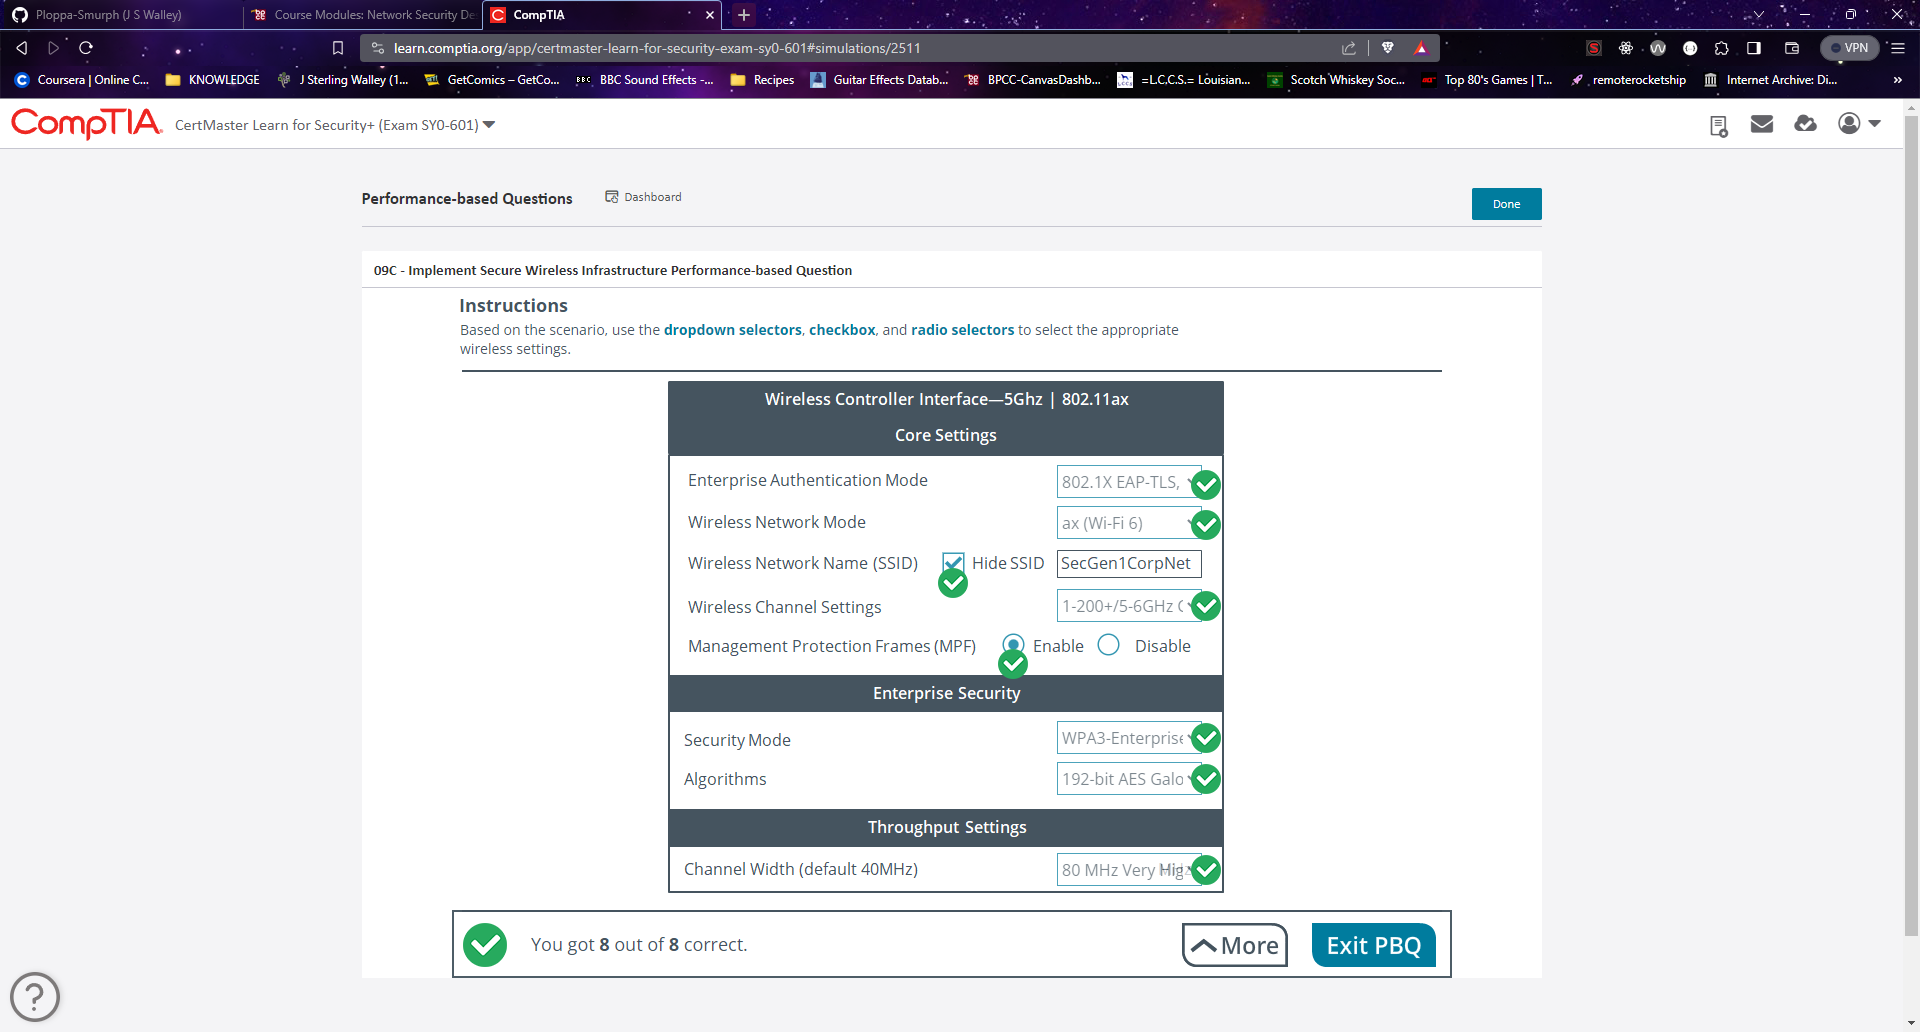 Ploppa-Smurph (J S Walley)
Course Modules: Network Security De
CompTIA
learn.comptia.org/app/certmaster-learn-for-security-exam-sy0-601#simulations/2511
VPN
Coursera | Online C...
KNOWLEDGE
J Sterling Walley (1...
GetComics – GetCo...
BBC Sound Effects -...
Recipes
Guitar Effects Datab...
BPCC-CanvasDashb...
=L.C,C.S.= Louisian...
Scotch Whiskey Soc...
Top 80's Games | T...
remoterocketship
Internet Archive: Di...
»
CompTIA. CertMaster Learn for Security+ (Exam SY0-601)
Performance-based Questions
Dashboard
Done
09C - Implement Secure Wireless Infrastructure Performance-based Question
Instructions
Based on the scenario, use the dropdown selectors, checkbox, and radio selectors to select the appropriate
wireless settings.
Wireless Controller Interface—5Ghz | 802.11ax
Core Settings
Enterprise Authentication Mode 802.1X EAP-TLS,
Wireless Network Mode ax (Wi-Fi 6)
Wireless Network Name (SSID) Hide SSID SecGen1CorpNet
Wireless Channel Settings 1-200+/5-6GHz
Management Protection Frames (MPF) Enable Disable
Enterprise Security
Security Mode WPA3-Enterprise
Algorithms 192-bit AES Galo
Throughput Settings
Channel Width (default 40MHz) 80 MHz Very
You got 8 out of 8 correct.
More
Exit PBQ
?